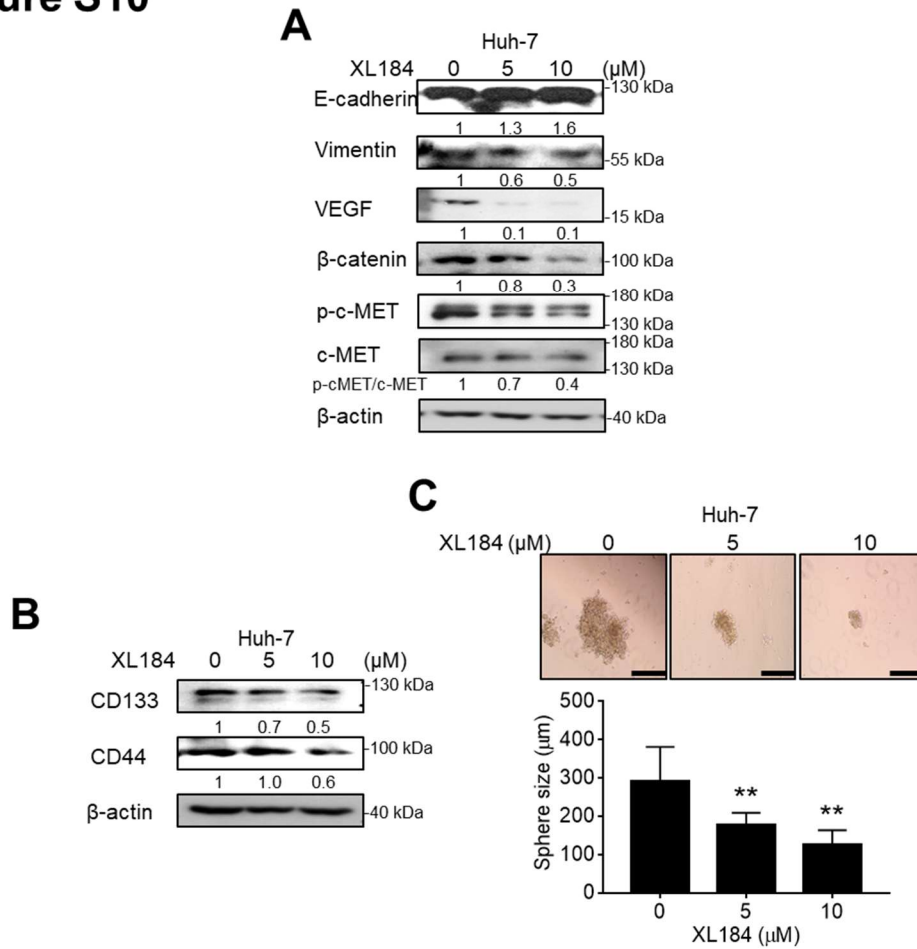 ure S10
A
Huh-7
XL184 0 5 10 (μM)
E-cadherin -130 kDa
1 1.3 1.6
Vimentin -55 kDa
1 0.6 0.5
VEGF -15 kDa
1 0.1 0.1
β-catenin -100 kDa
1 0.8 0.3
p-c-MET -180 kDa
-130 kDa
c-MET -180 kDa
-130 kDa
p-cMET/c-MET 1 0.7 0.4
β-actin -40 kDa
B
Huh-7
XL184 0 5 10 (μM)
CD133 -130 kDa
1 0.7 0.5
CD44 -100 kDa
1 1.0 0.6
β-actin -40 kDa
C
Huh-7
XL184 (μM) 0 5 10
Sphere size (μm)
500
400
300
200
100
0
** **
0 5 10
XL184 (μM)